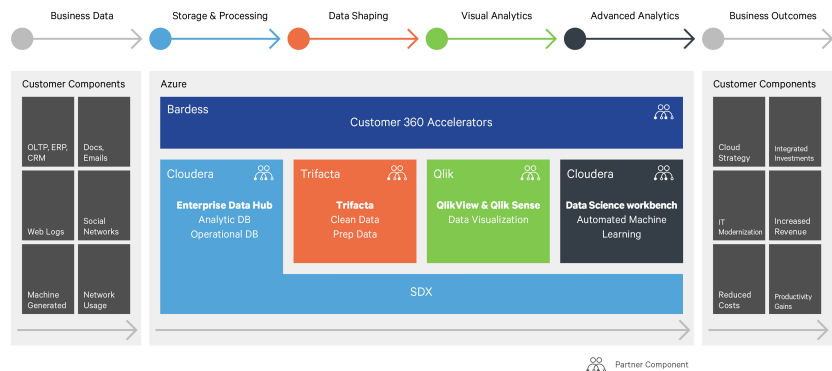 Business Data
Storage & Processing
Data Shaping
Visual Analytics
Advanced Analytics
Business Outcomes
Customer Components
OLTP, ERP,
CRM
Docs,
Emails
Web Logs
Social
Networks
Machine
Generated
Network
Usage
Azure
Bardess
Customer 360 Accelerators
Cloudera
Enterprise Data Hub
Analytic DB
Operational DB
Trifacta
Trifacta
Clean Data
Prep Data
Qlik
QlikView & Qlik Sense
Data Visualization
Cloudera
Data Science workbench
Automated Machine
Learning
SDX
Customer Components
Cloud
Strategy
Integrated
Investments
IT
Modernization
Increased
Revenue
Reduced
Costs
Productivity
Gains
Partner Component